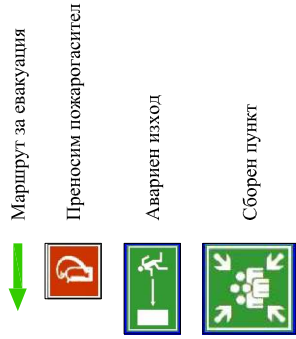 Маршрут за евакуация
Преносим пожарогасител
Авариен изход
Сборен пункт